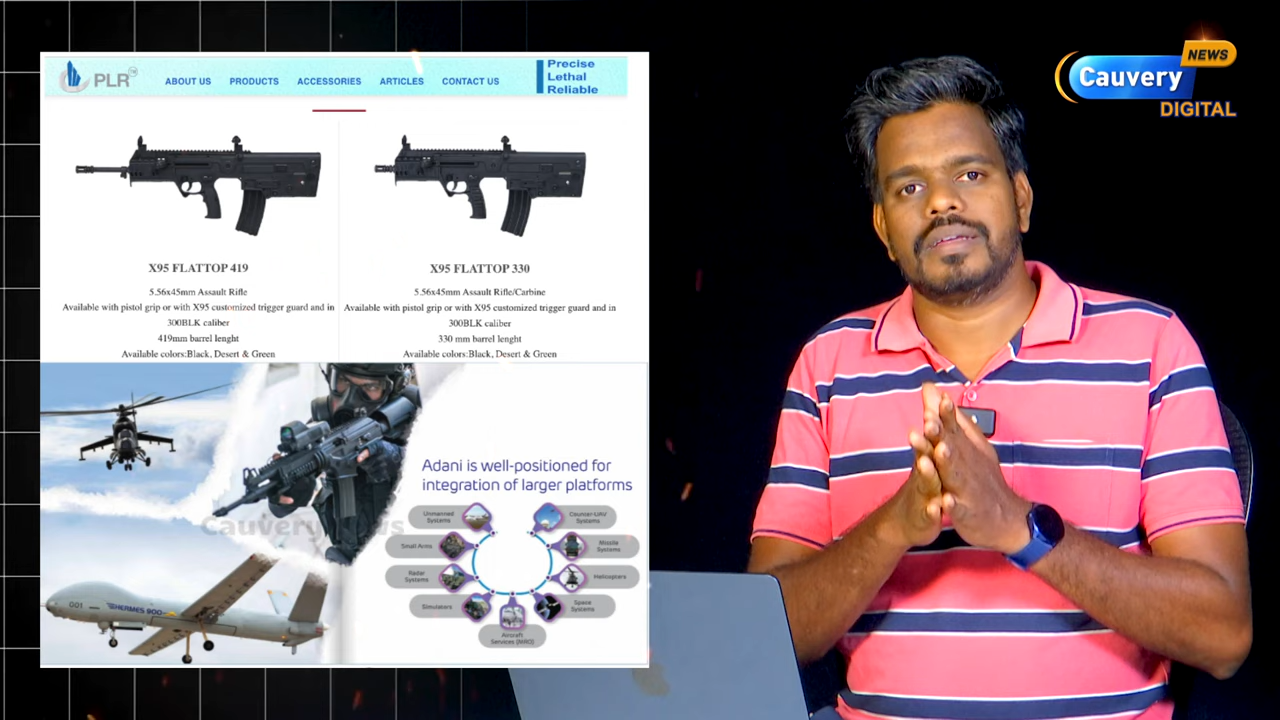 PLR
ABOUT US
PRODUCTS
ACCESSORIES
ARTICLES
CONTACT US
Precise
Lethal
Reliable
X95 FLATTOP 419
5.56x45mm Assault Rifle
Available with pistol grip or with X95 customized trigger guard and in
300BLK caliber
419mm barrel lenght
Available colors:Black, Desert & Green
X95 FLATTOP 330
5.56x45mm Assault Rifle/Carbine
Available with pistol grip or with X95 customized trigger guard and in
300BLK caliber
330 mm barrel lenght
Available colors:Black, Desert & Green
Cauvery News
001
HERMES 900
Adani is well-positioned for
integration of larger platforms
Unmanned
Systems
Counter-UAV
Systems
Small Arms
Missile
Systems
Radar
Systems
Helicopters
Simulators
Space
Systems
Aircraft
Services (MRO)
Cauvery
NEWS
DIGITAL